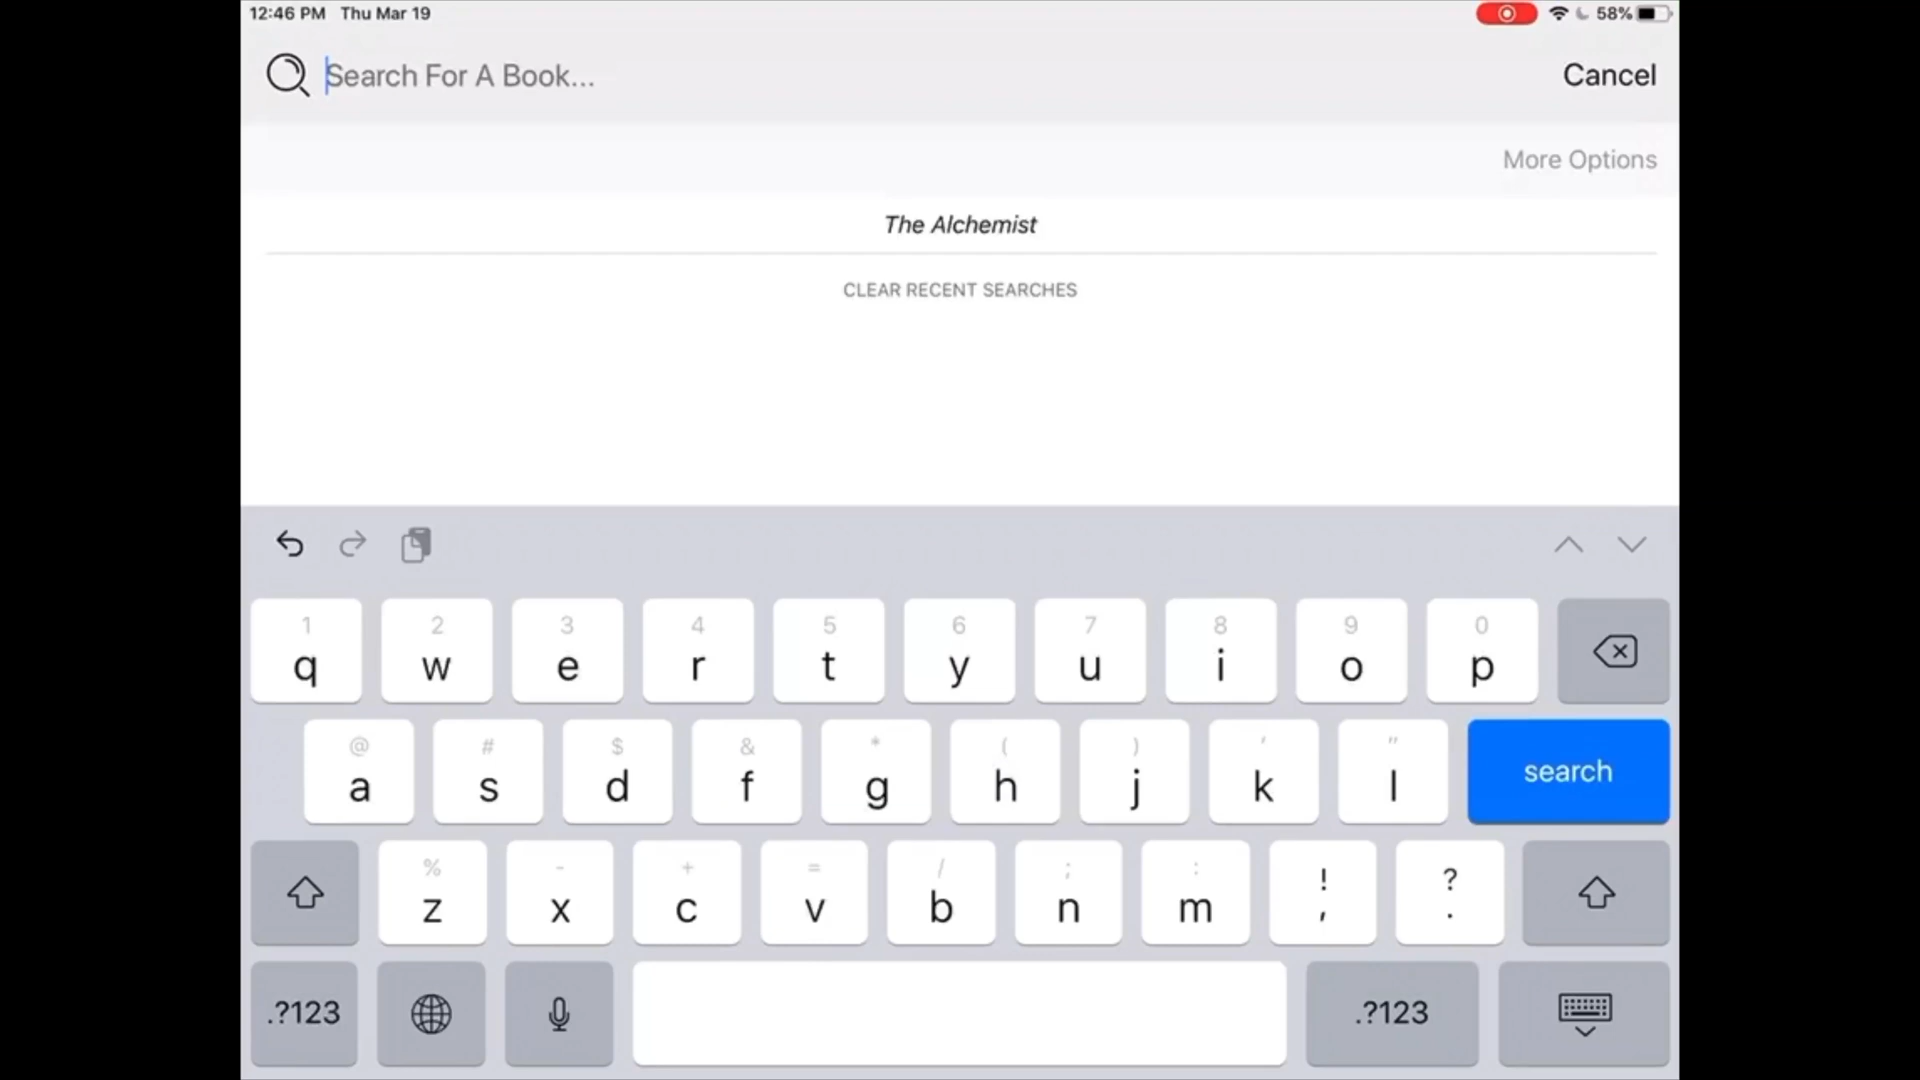 12:46 PM Thu Mar 19 58%
Search For A Book... Cancel
More Options
The Alchemist
CLEAR RECENT SEARCHES
1 2 3 4 5 6 7 8 9 0
q w e r t y u i o p
@ # $ & * ( ) ' "
a s d f g h j k l search
% - + = / ; : ! ?
z x c v b n m , .
.?123 .?123